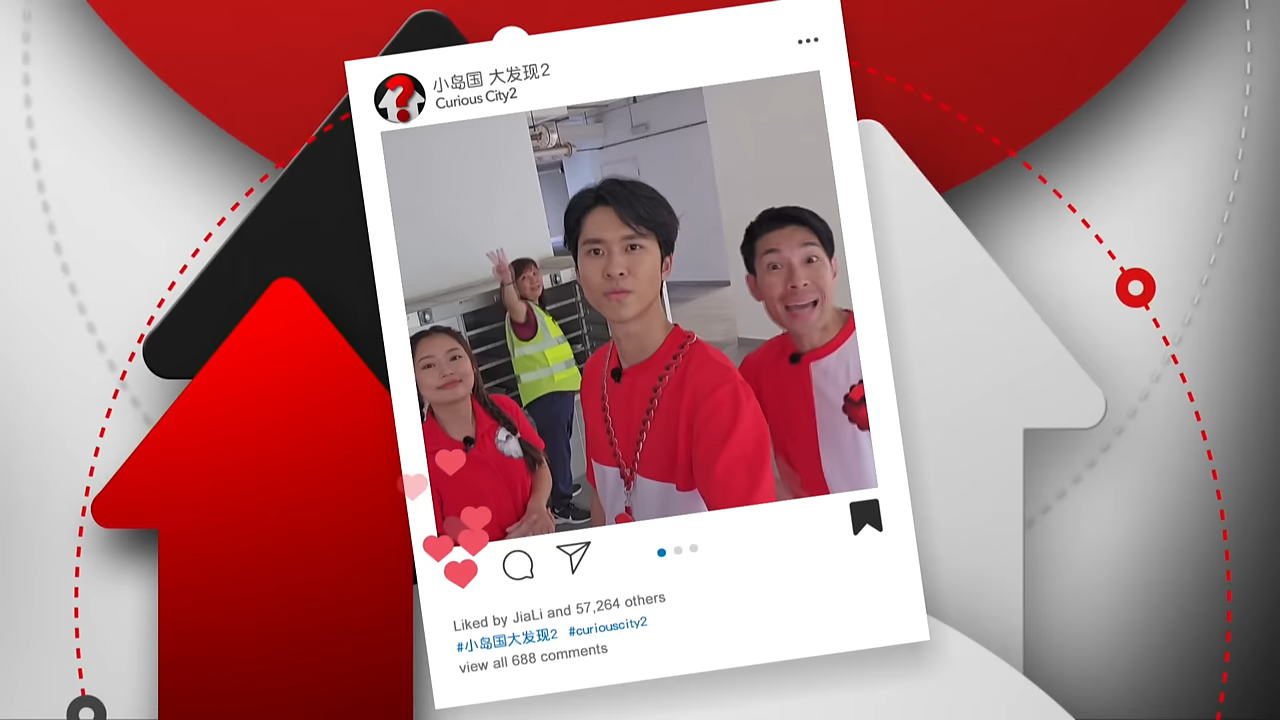 小岛国 大发现2
Curious City2
Liked by JiaLi and 57,264 others
#小岛国大发现2 #curiouscity2
view all 688 comments